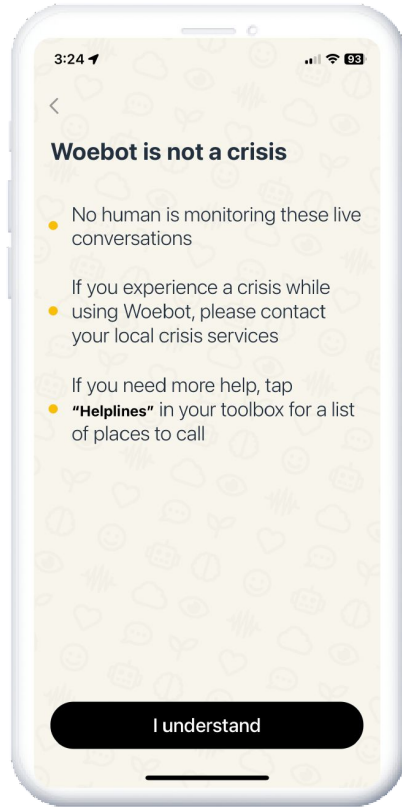 3:24
93
Woebot is not a crisis
No human is monitoring these live
conversations
If you experience a crisis while
using Woebot, please contact
your local crisis services
If you need more help, tap
“Helplines” in your toolbox for a list
of places to call
I understand